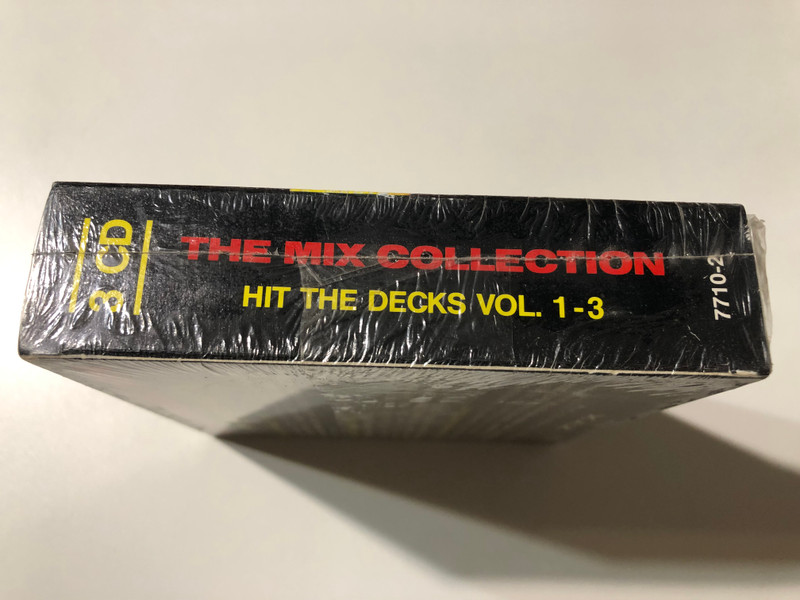 3 CD
THE MIX COLLECTION
HIT THE DECKS VOL. 1-3
7710-2